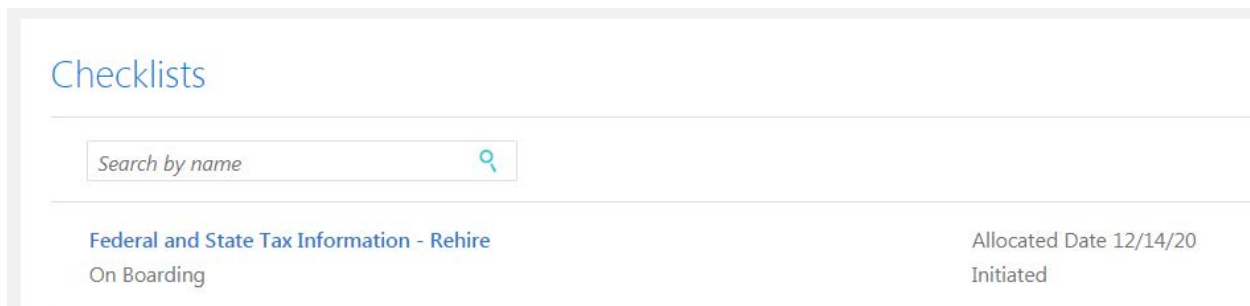 Checklists
Search by name
Federal and State Tax Information - Rehire
Allocated Date 12/14/20
On Boarding
Initiated